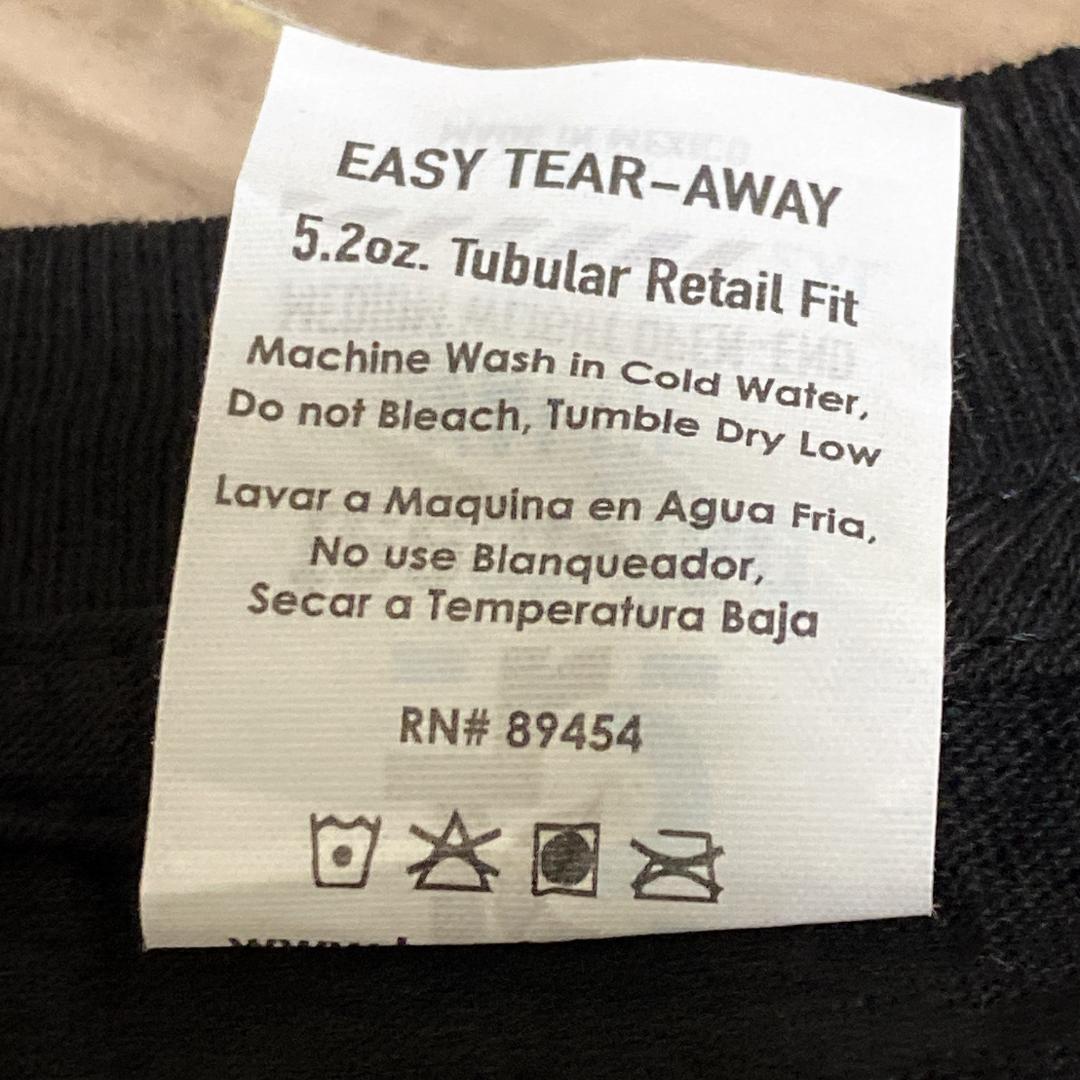 EASY TEAR-AWAY
5.2oz. Tubular Retail Fit
Machine Wash in Cold Water,
Do not Bleach, Tumble Dry Low
Lavar a Maquina en Agua Fria,
No use Blanqueador,
Secar a Temperatura Baja
RN# 89454